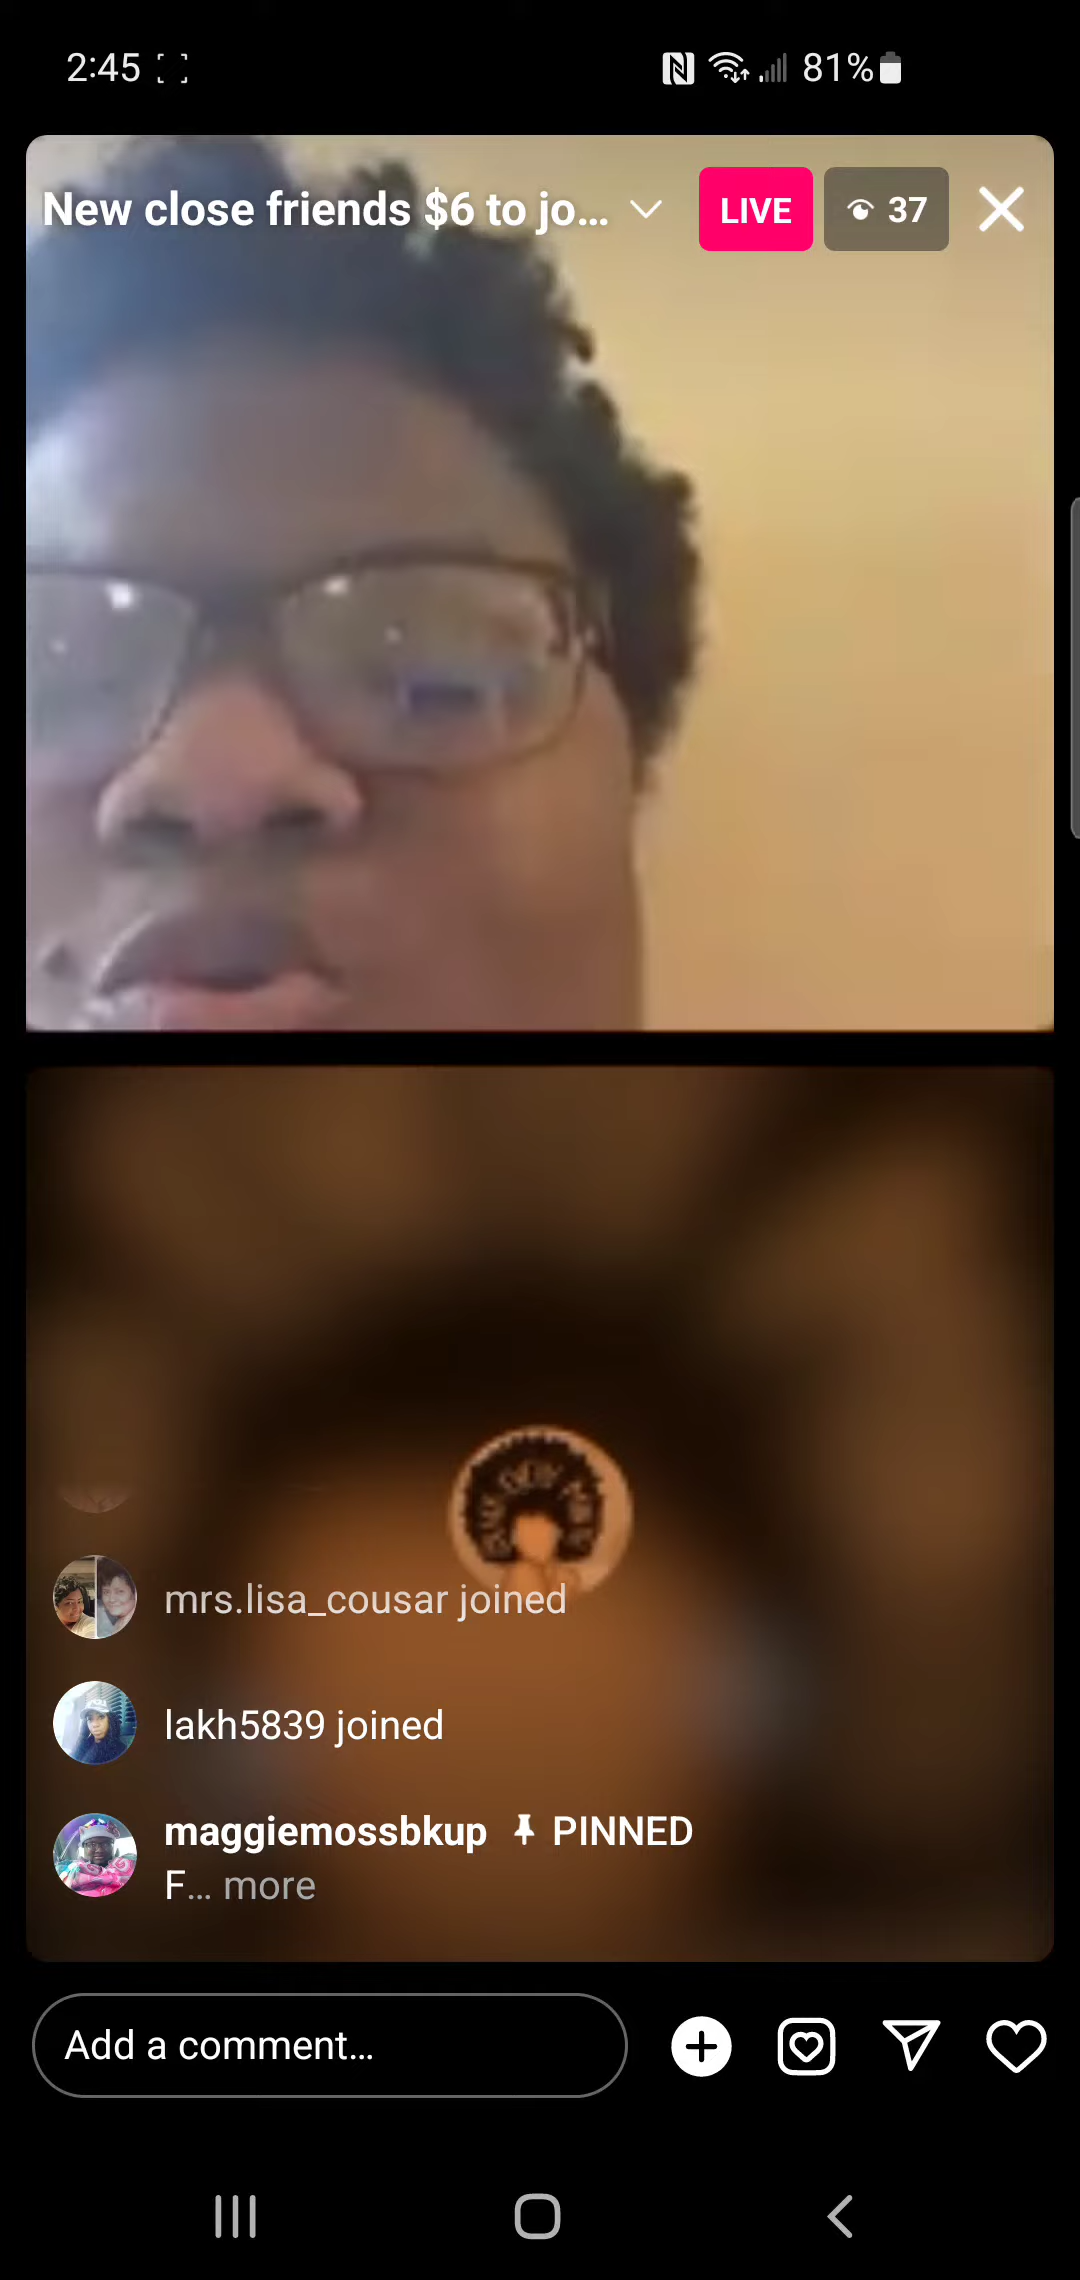 2:45
81%
New close friends $6 to jo...
LIVE
37
mrs.lisa_cousar joined
lakh5839 joined
maggiemossbkup PINNED
F... more
Add a comment...